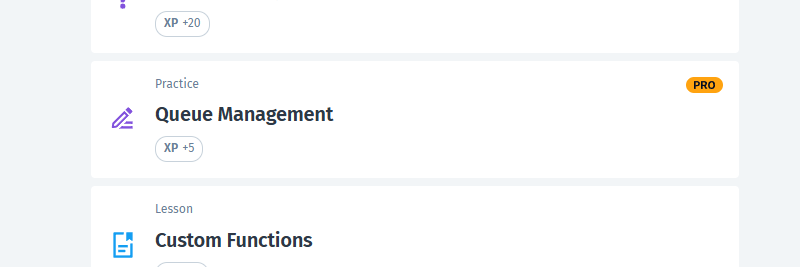 XP +20
Practice
PRO
Queue Management
XP +5
Lesson
Custom Functions